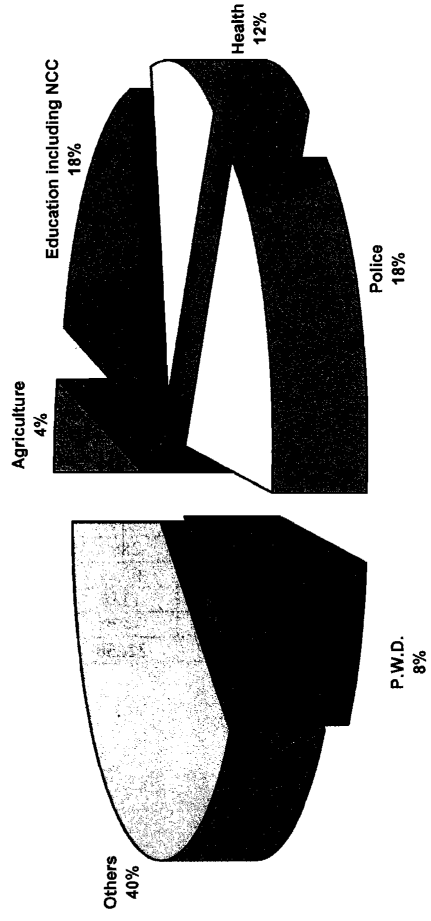 Agriculture
4%
Education including NCC
18%
Health
12%
Police
18%
P.W.D.
8%
Others
40%